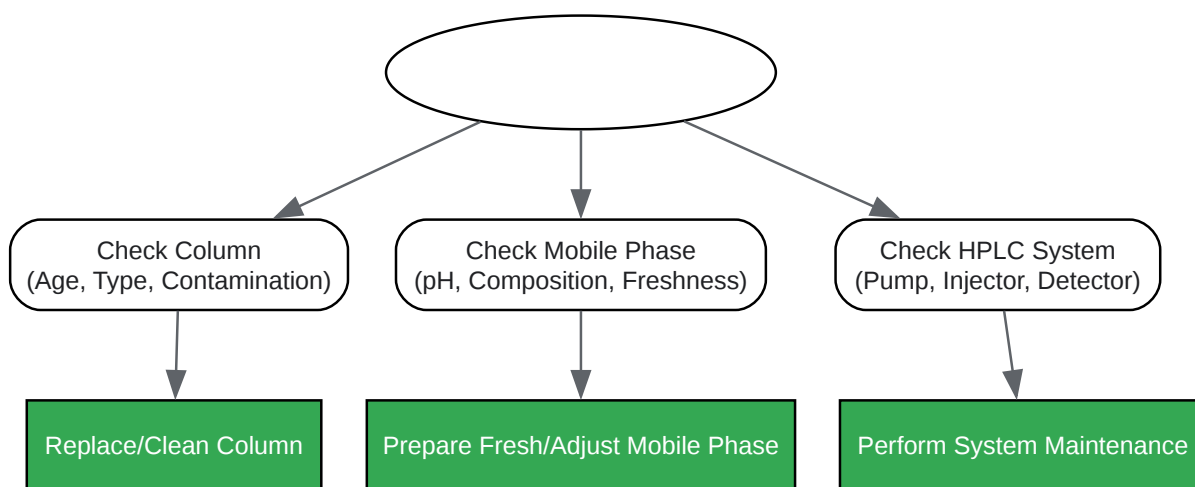 Check Column
(Age, Type, Contamination)
Check Mobile Phase
(pH, Composition, Freshness)
Check HPLC System
(Pump, Injector, Detector)
Replace/Clean Column
Prepare Fresh/Adjust Mobile Phase
Perform System Maintenance